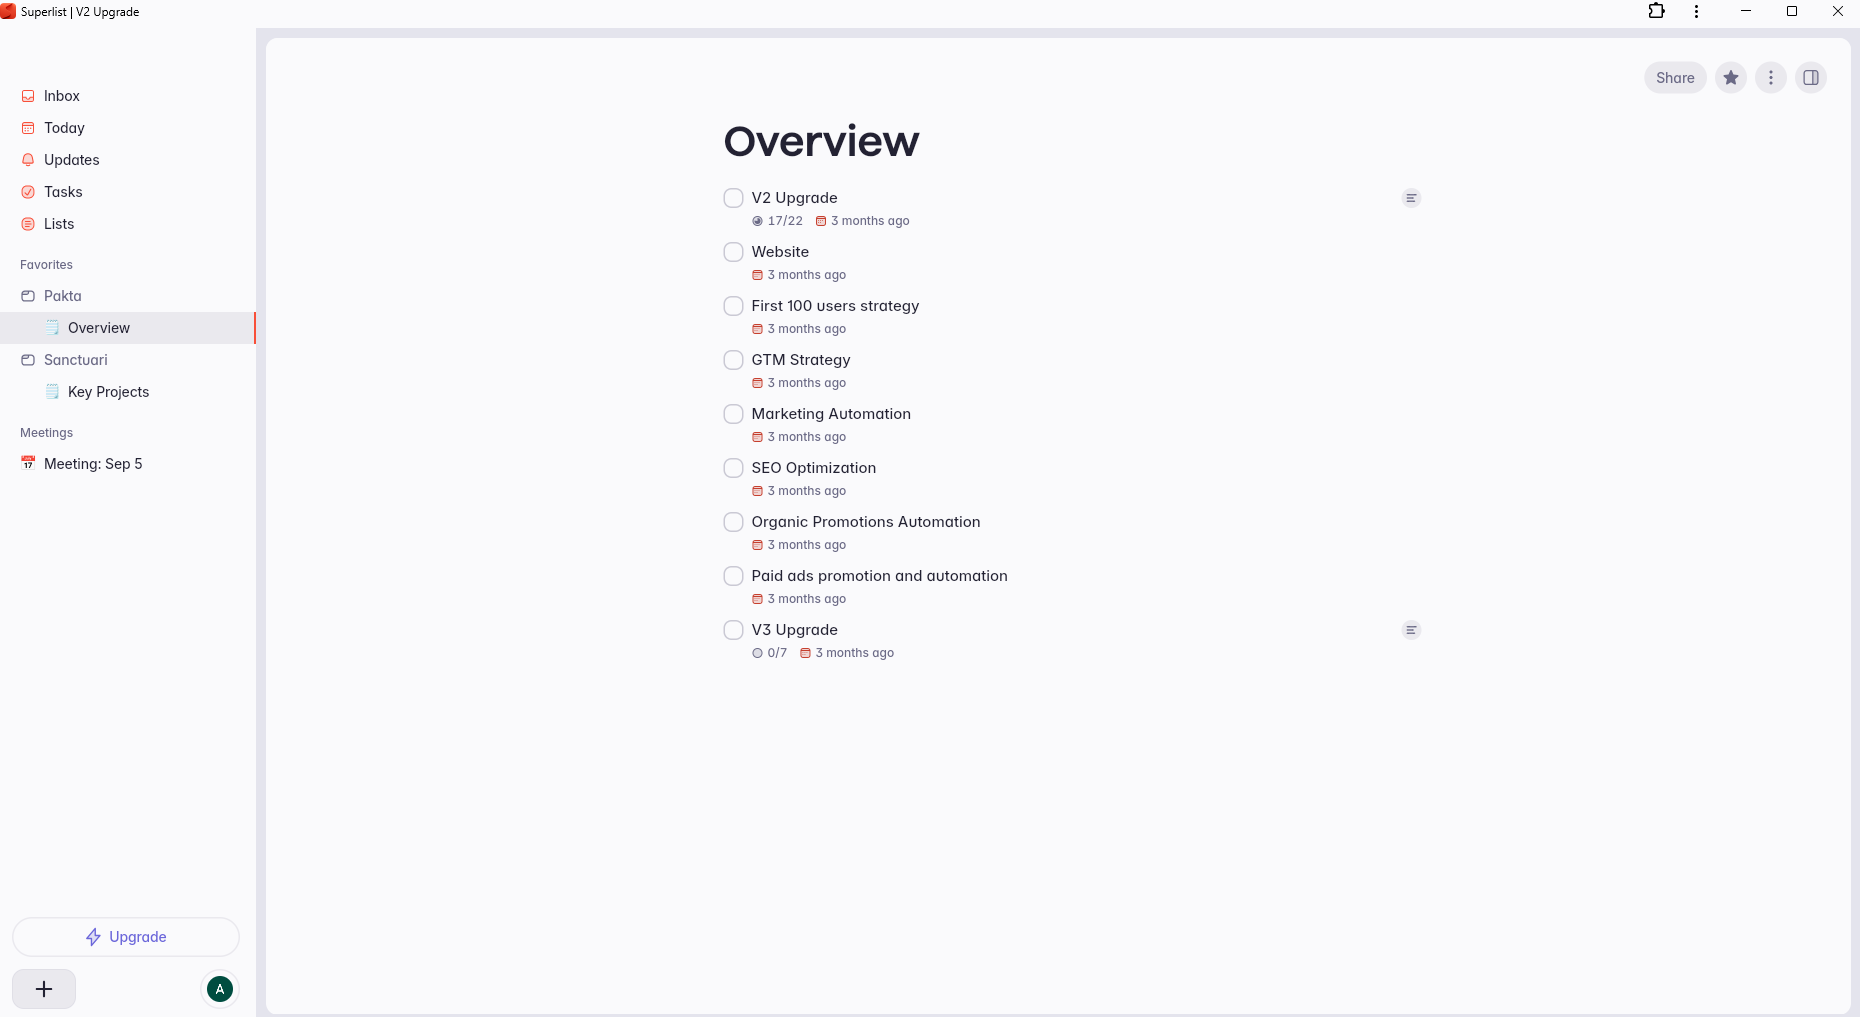 Superlist | V2 Upgrade
Inbox
Today
Updates
Tasks
Lists
Favorites
Pakta
Overview
Sanctuari
Key Projects
Meetings
Meeting: Sep 5
Upgrade
A
Share
Overview
V2 Upgrade
17/22 3 months ago
Website
3 months ago
First 100 users strategy
3 months ago
GTM Strategy
3 months ago
Marketing Automation
3 months ago
SEO Optimization
3 months ago
Organic Promotions Automation
3 months ago
Paid ads promotion and automation
3 months ago
V3 Upgrade
0/7 3 months ago